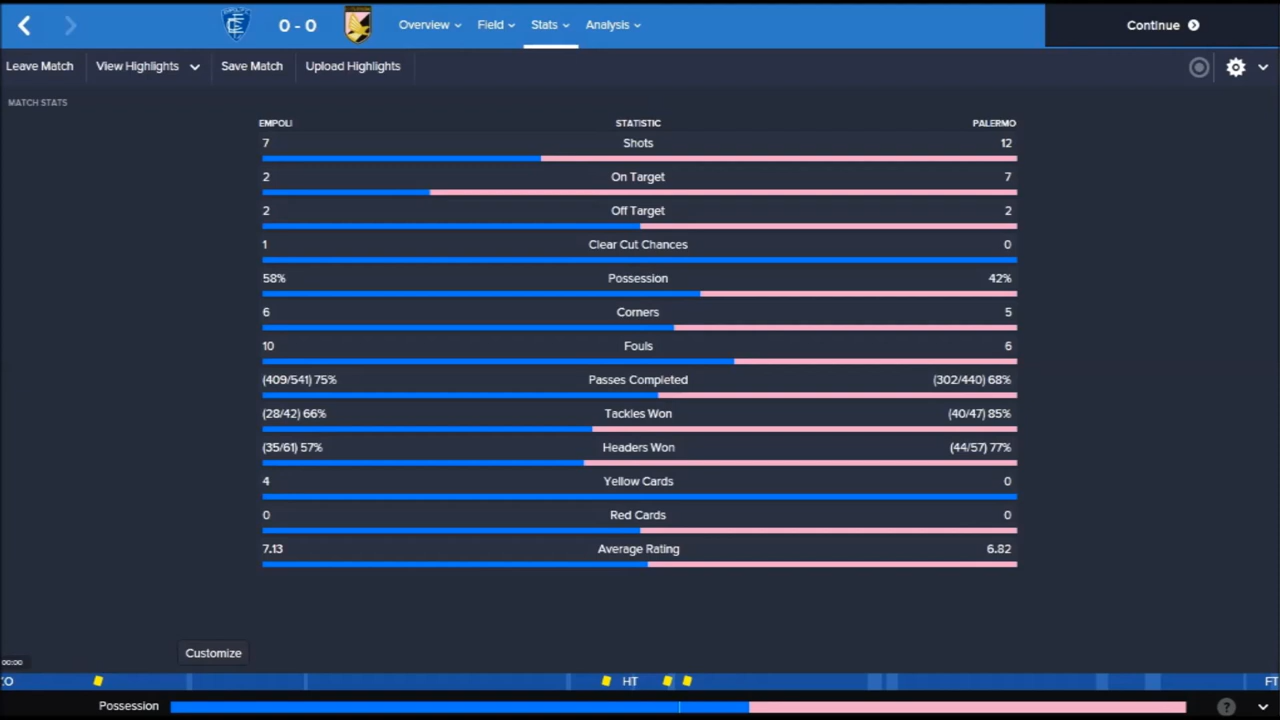 0 - 0 Overview Field Stats Analysis Continue
Leave Match View Highlights Save Match Upload Highlights
MATCH STATS
EMPOLI STATISTIC PALERMO
7 Shots 12
2 On Target 7
2 Off Target 2
1 Clear Cut Chances 0
58% Possession 42%
6 Corners 5
10 Fouls 6
(409/541) 75% Passes Completed (302/440) 68%
(28/42) 66% Tackles Won (40/47) 85%
(35/61) 57% Headers Won (44/57) 77%
4 Yellow Cards 0
0 Red Cards 0
7.13 Average Rating 6.82
Customize
00:00
HT FT
Possession ?